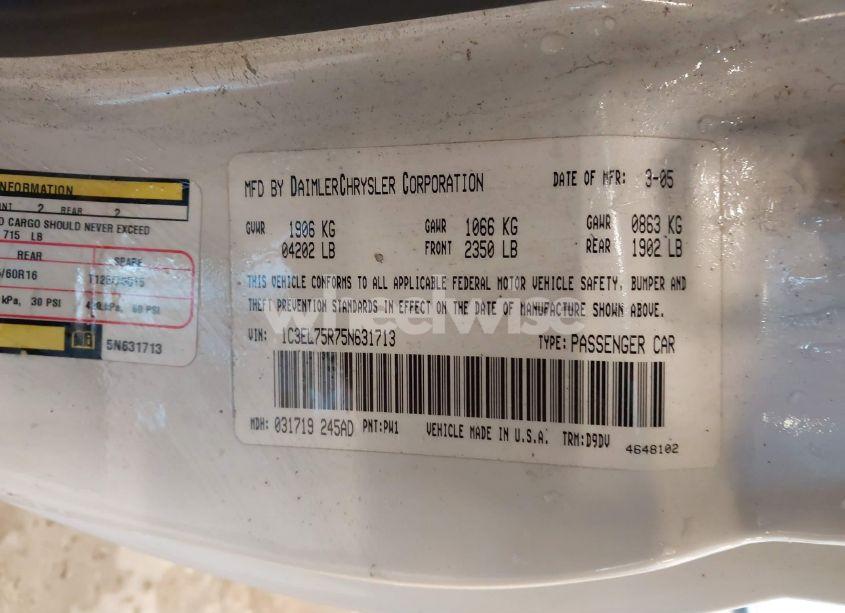 INFORMATION
NT 2 REAR 2
D CARGO SHOULD NEVER EXCEED
715 LB
REAR SPARE
/60R16
kPa, 30 PSI 60 PSI
5N631713
MFD BY DAIMLERCHRYSLER CORPORATION DATE OF MFR: 3-05
GVWR 1906 KG GAWR 1066 KG GAWR 0863 KG
04202 LB FRONT 2350 LB REAR 1902 LB
THIS VEHICLE CONFORMS TO ALL APPLICABLE FEDERAL MOTOR VEHICLE SAFETY, BUMPER AND
THEFT PREVENTION STANDARDS IN EFFECT ON THE DATE OF MANUFACTURE SHOWN ABOVE.
wheelwise
VIN: 1C3EL75R75N631713 TYPE: PASSENGER CAR
MDH: 031719 245AD PNT: PW1 VEHICLE MADE IN U.S.A. TRM: D9DV
4648102